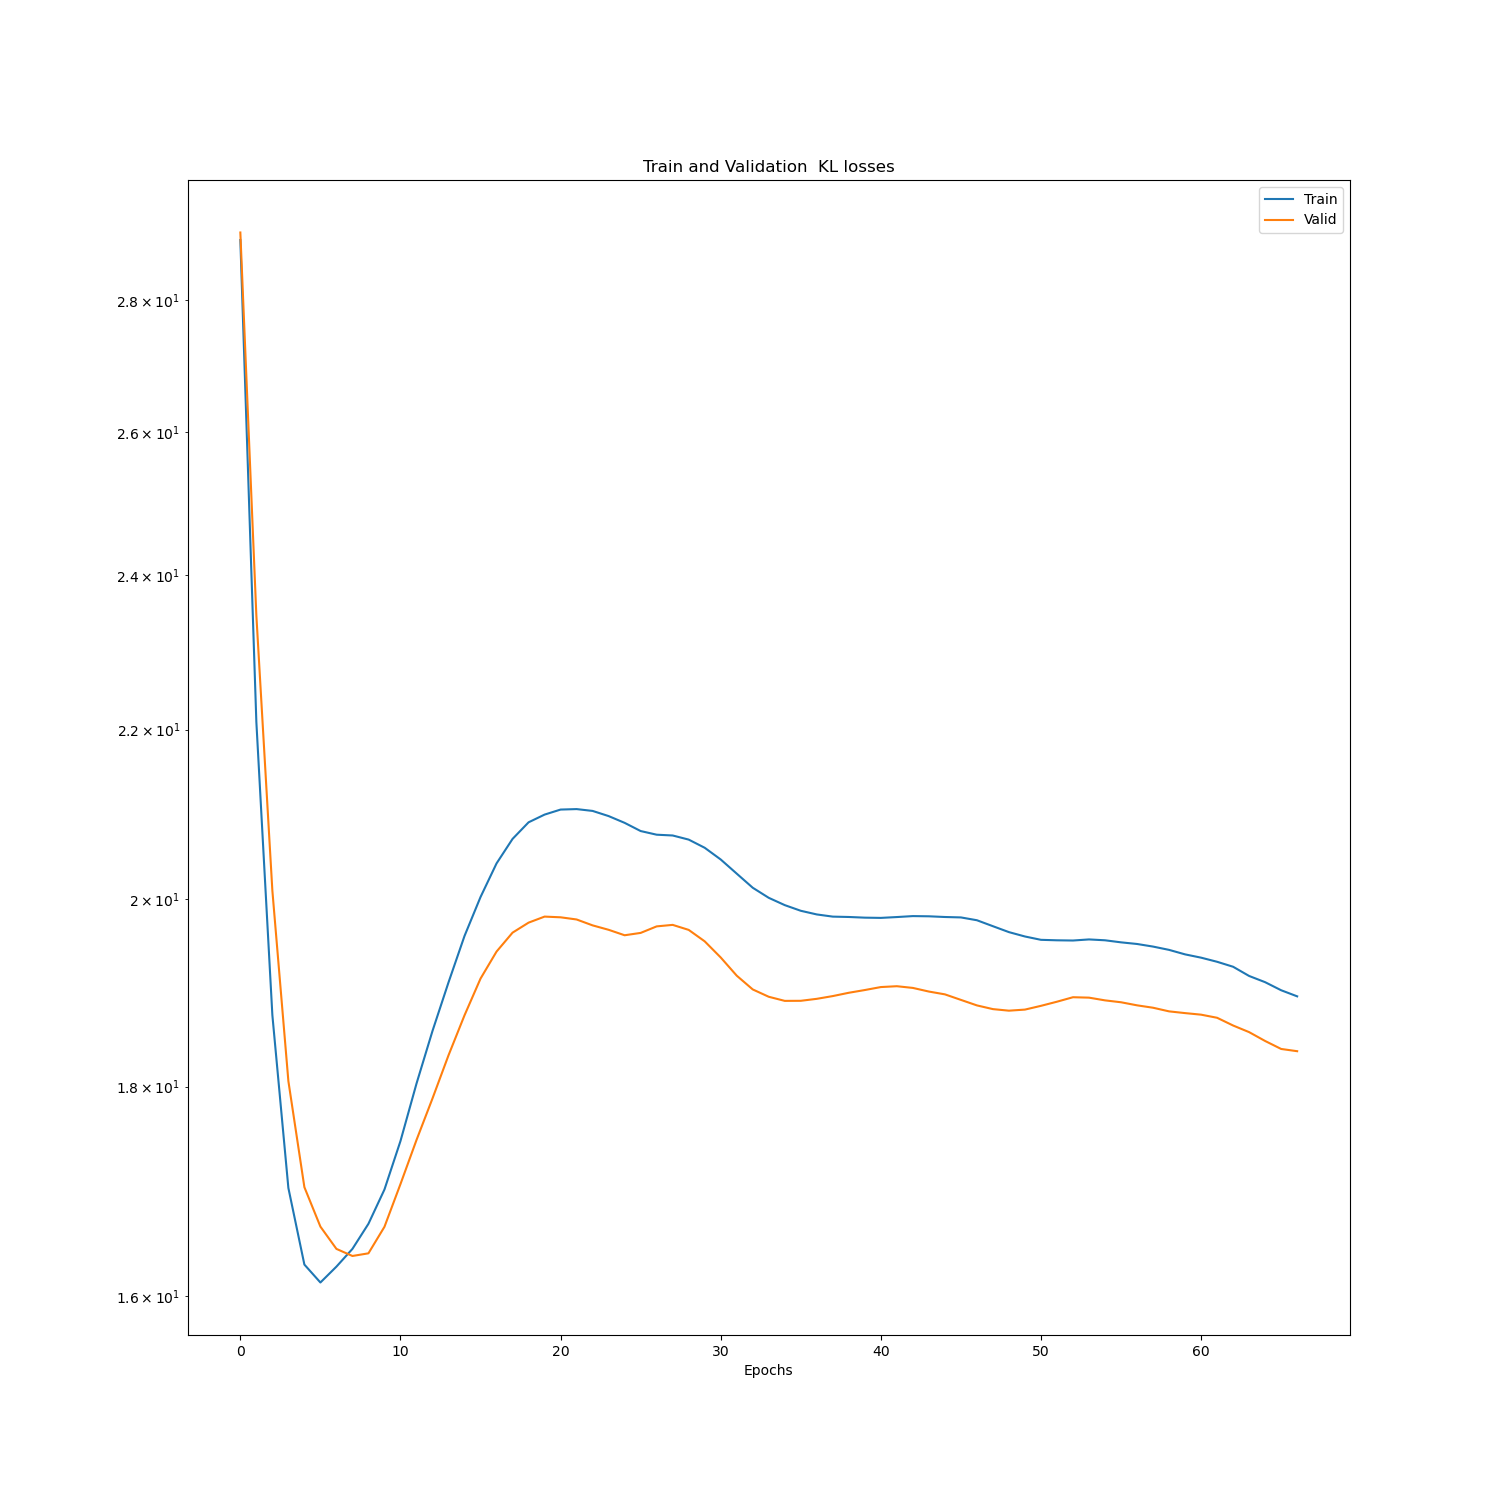 Train and Validation  KL losses
Train
Valid
2.8 × 10¹
2.6 × 10¹
2.4 × 10¹
2.2 × 10¹
2 × 10¹
1.8 × 10¹
1.6 × 10¹
0 10 20 30 40 50 60
Epochs